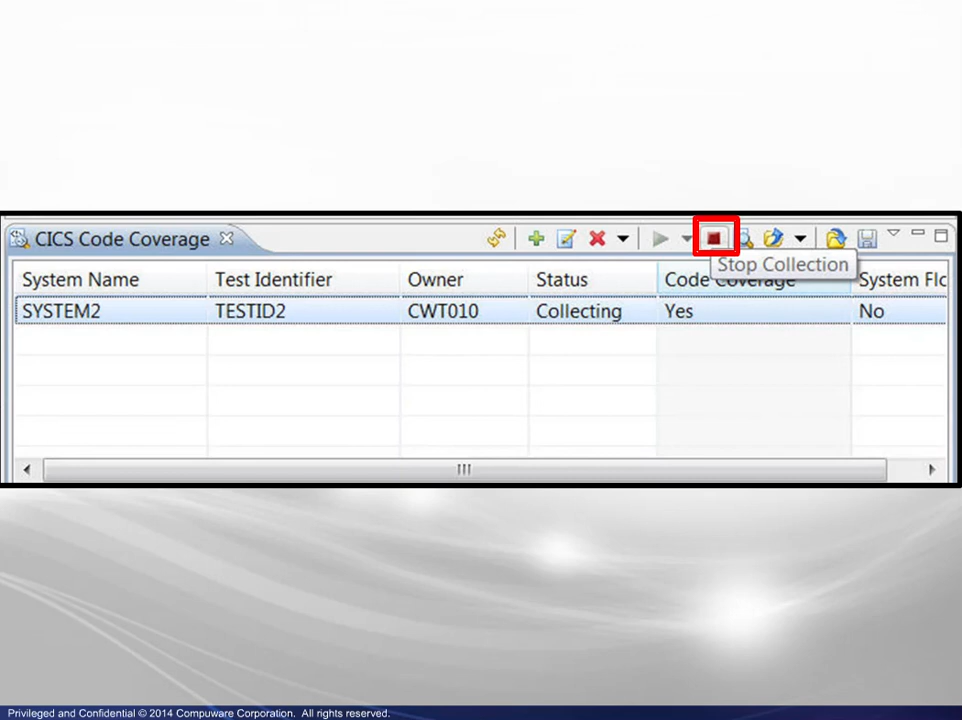 CICS Code Coverage
Stop Collection
System Name Test Identifier Owner Status Code Coverage System Flo
SYSTEM2 TESTID2 CWT010 Collecting Yes No
Privileged and Confidential © 2014 Compuware Corporation. All rights reserved.